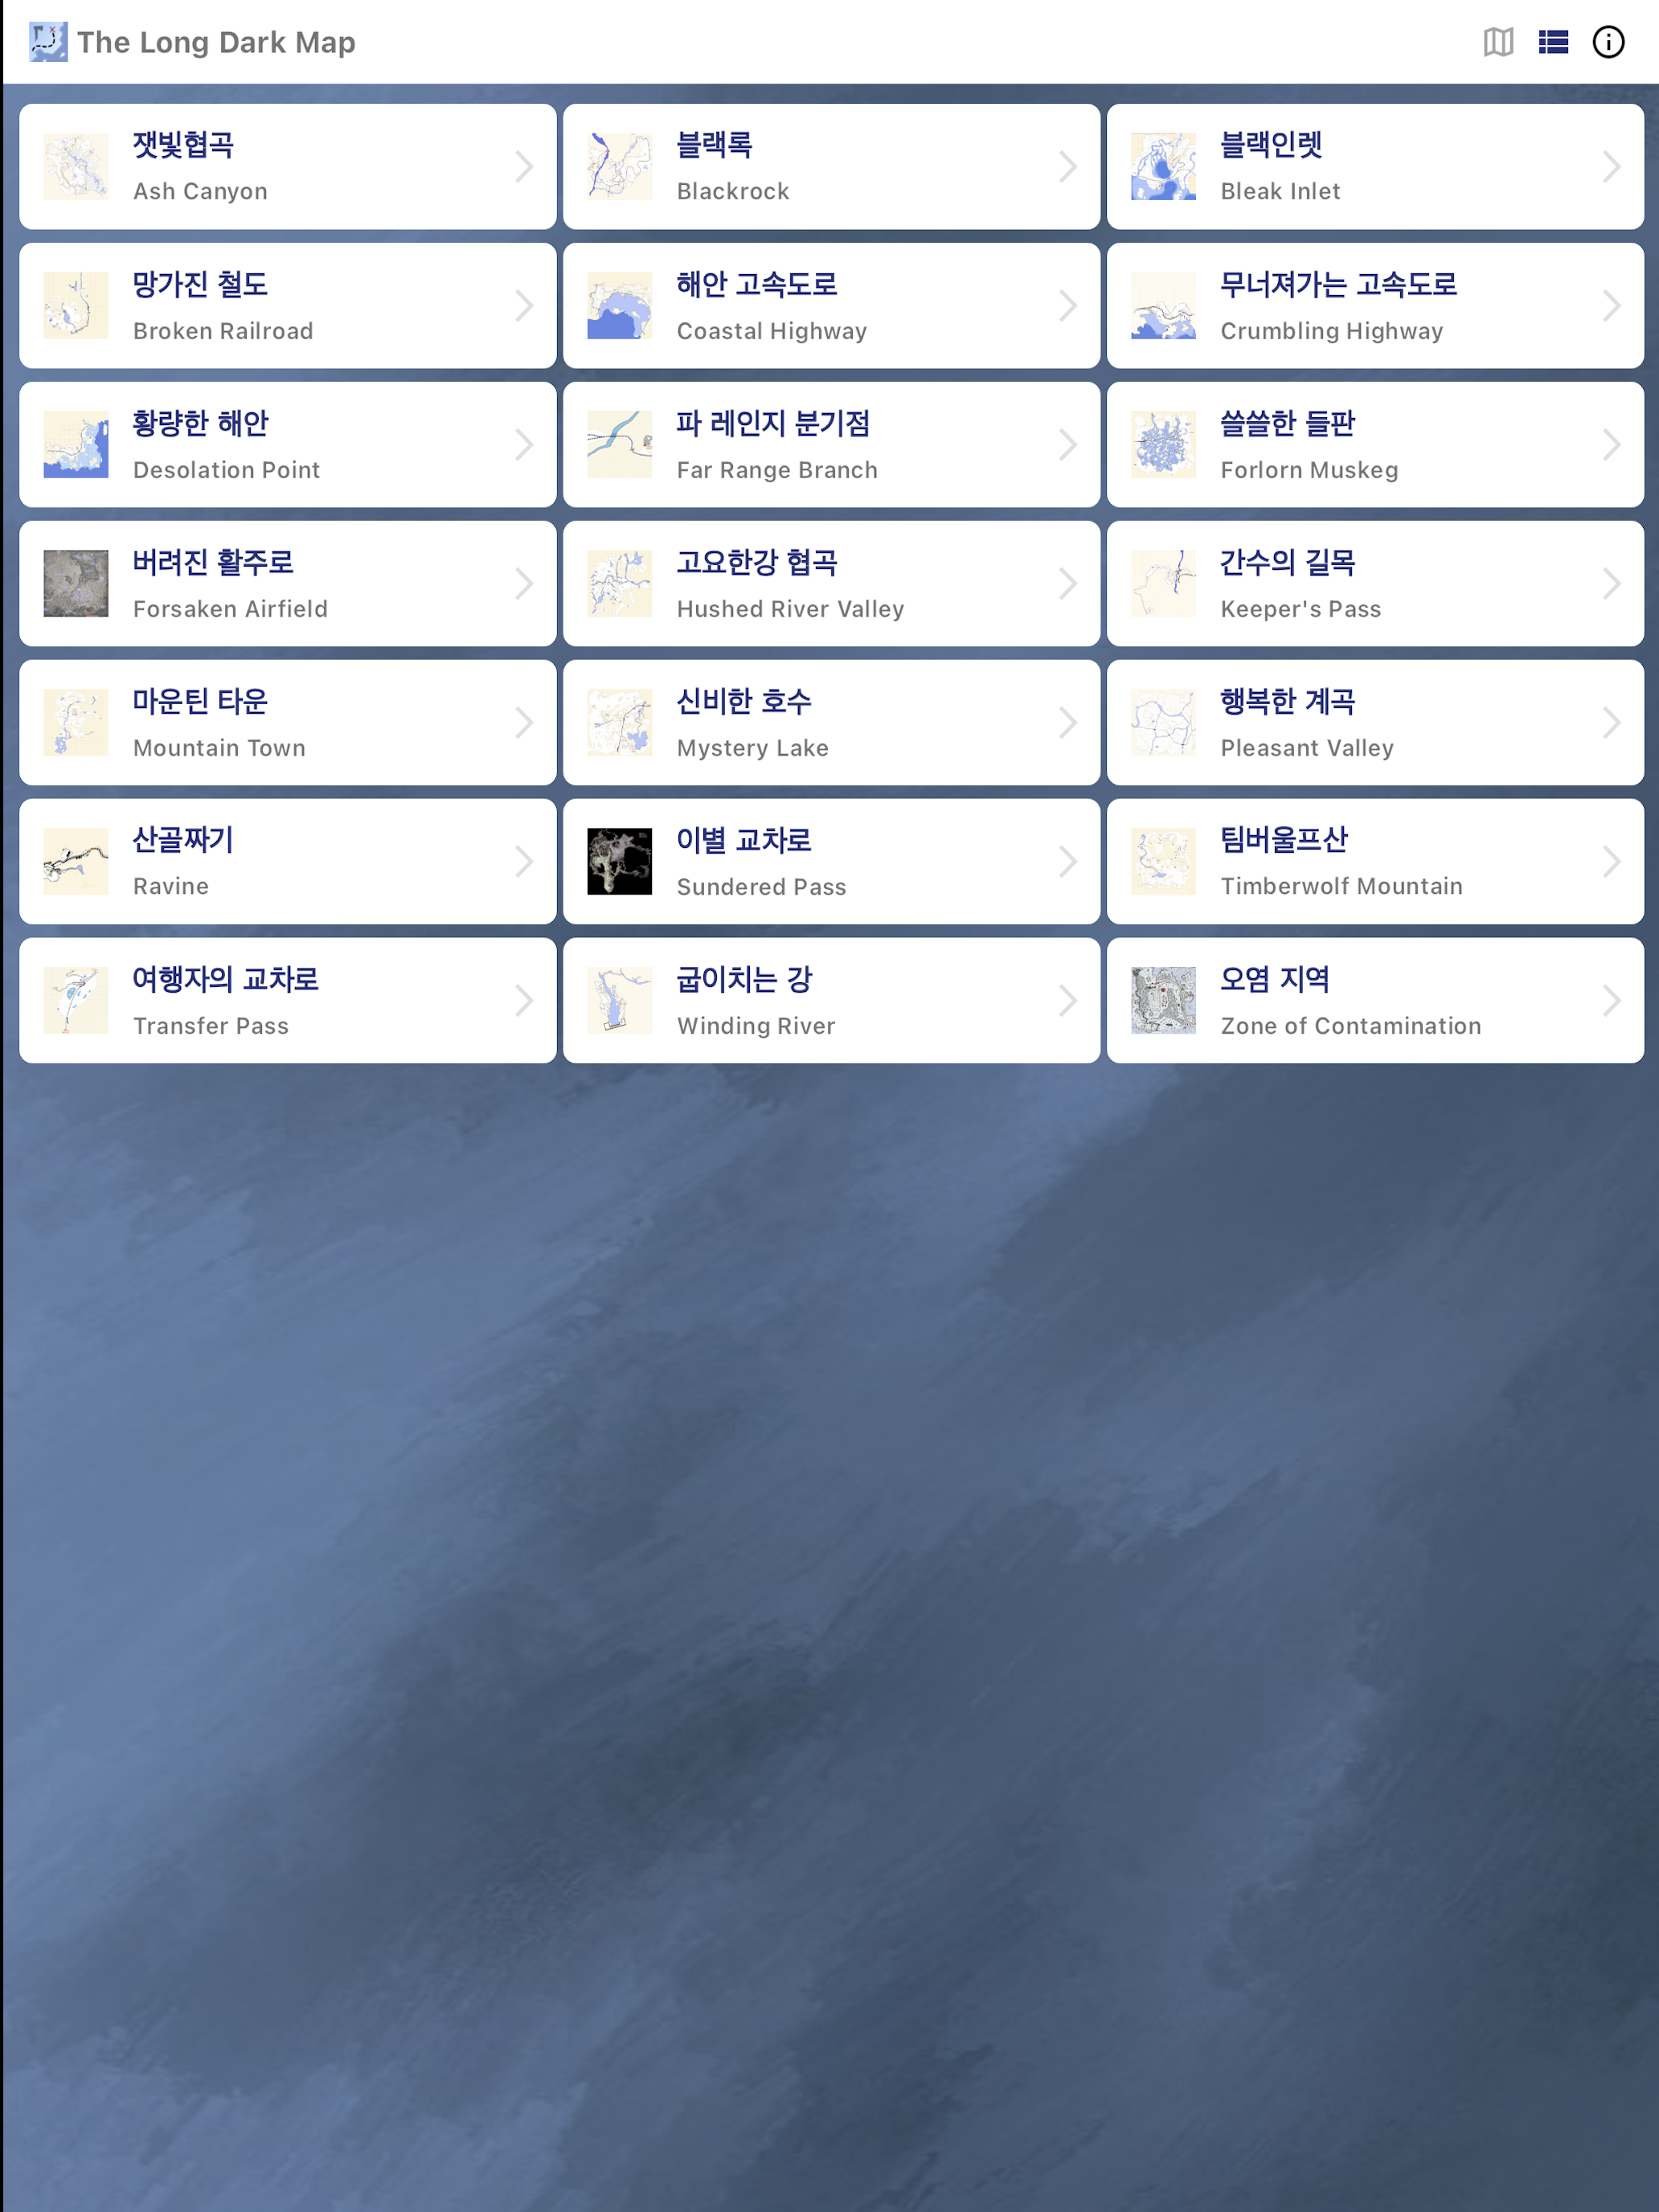 The Long Dark Map
잿빛협곡
Ash Canyon
블랙록
Blackrock
블랙인렛
Bleak Inlet
망가진 철도
Broken Railroad
해안 고속도로
Coastal Highway
무너져가는 고속도로
Crumbling Highway
황량한 해안
Desolation Point
파 레인지 분기점
Far Range Branch
쓸쓸한 들판
Forlorn Muskeg
버려진 활주로
Forsaken Airfield
고요한강 협곡
Hushed River Valley
간수의 길목
Keeper's Pass
마운틴 타운
Mountain Town
신비한 호수
Mystery Lake
행복한 계곡
Pleasant Valley
산골짜기
Ravine
이별 교차로
Sundered Pass
팀버울프산
Timberwolf Mountain
여행자의 교차로
Transfer Pass
굽이치는 강
Winding River
오염 지역
Zone of Contamination